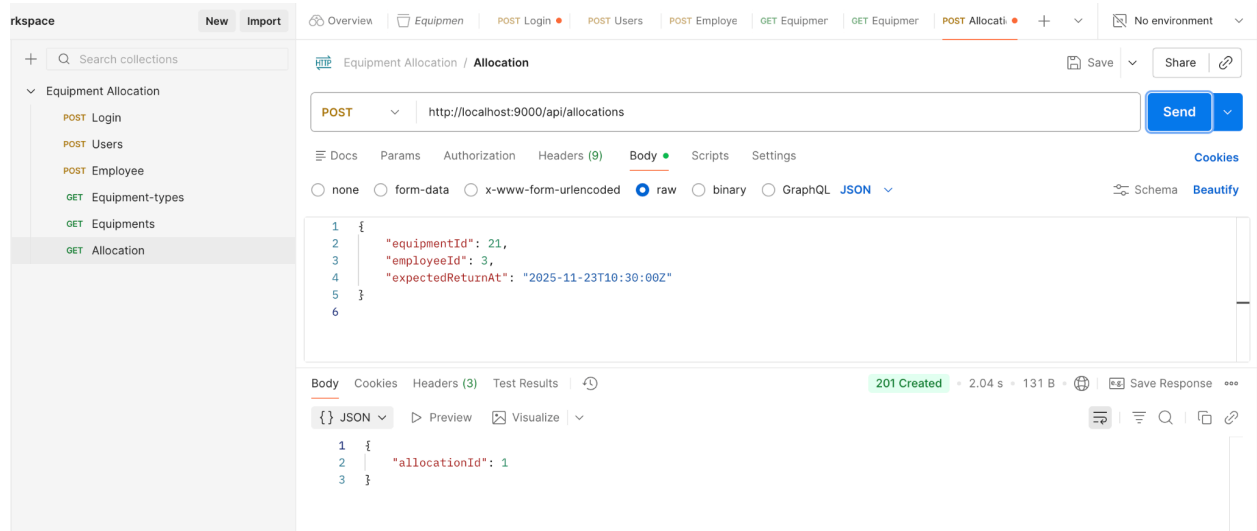 rkspace New Import
Overview Equipmen POST Login POST Users POST Employe GET Equipmer GET Equipmer POST Allocati No environment
Search collections
Equipment Allocation
POST Login
POST Users
POST Employee
GET Equipment-types
GET Equipments
GET Allocation
HTTP Equipment Allocation / Allocation Save Share
POST http://localhost:9000/api/allocations Send
Docs Params Authorization Headers (9) Body Scripts Settings Cookies
none form-data x-www-form-urlencoded raw binary GraphQL JSON Schema Beautify
1 {
2 "equipmentId": 21,
3 "employeeId": 3,
4 "expectedReturnAt": "2025-11-23T10:30:00Z"
5 }
6
Body Cookies Headers (3) Test Results 201 Created • 2.04 s • 131 B Save Response
{} JSON Preview Visualize
1 {
2 "allocationId": 1
3 }